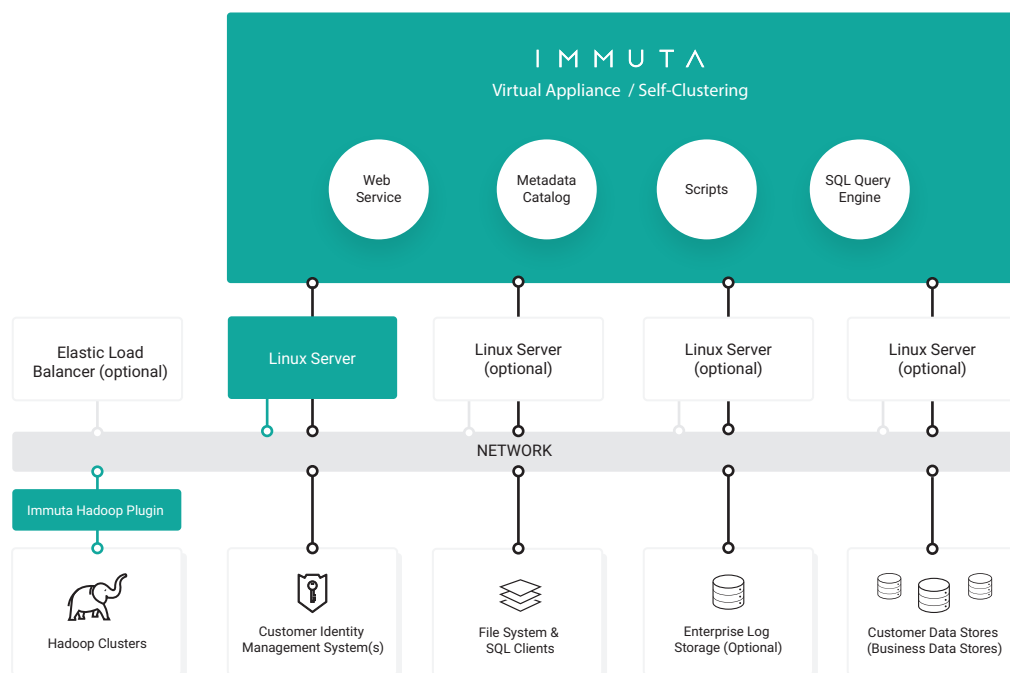 IMMUTA
Virtual Appliance / Self-Clustering
Web
Service
Metadata
Catalog
Scripts
SQL Query
Engine
Elastic Load
Balancer (optional)
Linux Server
Linux Server
(optional)
Linux Server
(optional)
Linux Server
(optional)
NETWORK
Immuta Hadoop Plugin
Hadoop Clusters
Customer Identity
Management System(s)
File System &
SQL Clients
Enterprise Log
Storage (Optional)
Customer Data Stores
(Business Data Stores)